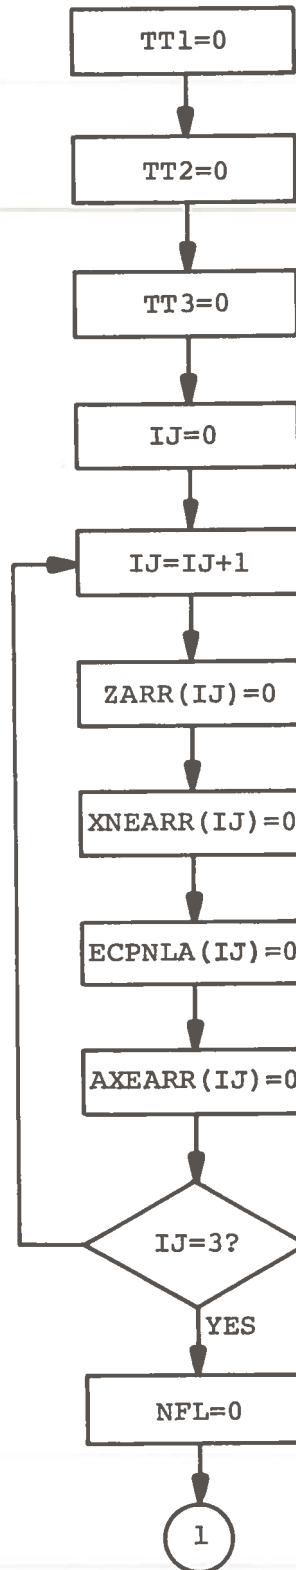 TT1=0
TT2=0
TT3=0
IJ=0
IJ=IJ+1
ZARR(IJ)=0
XNEARR(IJ)=0
ECPNLA(IJ)=0
AXEARR(IJ)=0
IJ=3?
YES
NFL=0
1